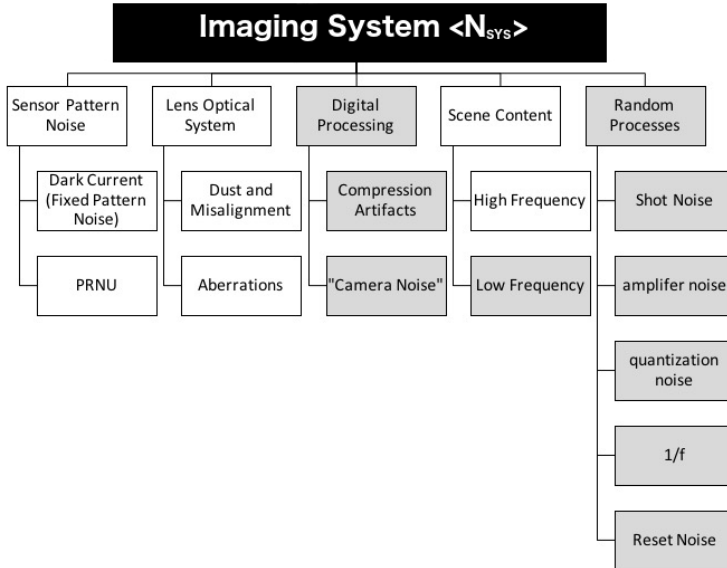 Imaging System <NSYS>
Sensor Pattern
Noise
Lens Optical
System
Digital
Processing
Scene Content
Random
Processes
Dark Current
(Fixed Pattern
Noise)
PRNU
Dust and
Misalignment
Aberrations
Compression
Artifacts
"Camera Noise"
High Frequency
Low Frequency
Shot Noise
amplifer noise
quantization
noise
1/f
Reset Noise